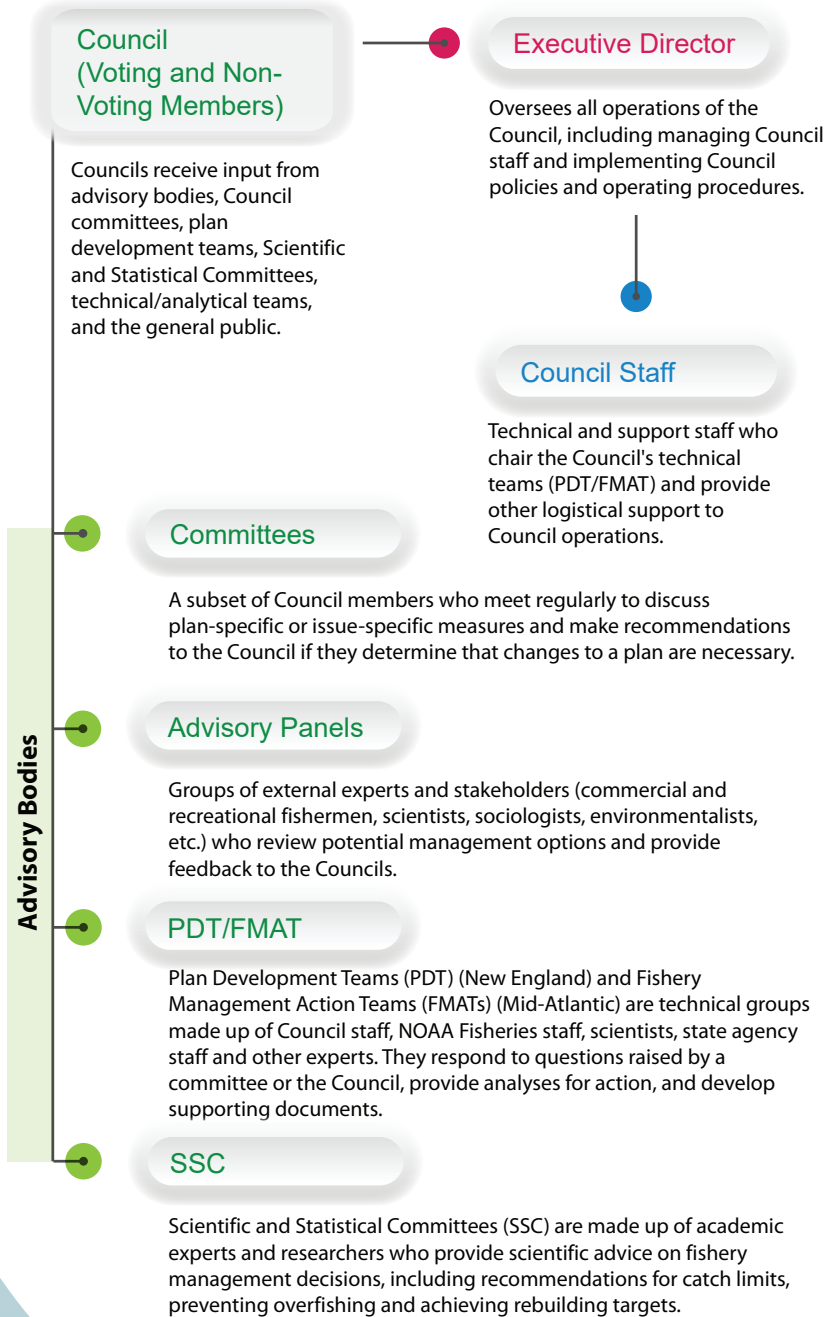 Council
(Voting and Non-
Voting Members)
Councils receive input from
advisory bodies, Council
committees, plan
development teams, Scientific
and Statistical Committees,
technical/analytical teams,
and the general public.
Executive Director
Oversees all operations of the
Council, including managing Council
staff and implementing Council
policies and operating procedures.
Council Staff
Technical and support staff who
chair the Council's technical
teams (PDT/FMAT) and provide
other logistical support to
Council operations.
Advisory Bodies
Committees
A subset of Council members who meet regularly to discuss
plan-specific or issue-specific measures and make recommendations
to the Council if they determine that changes to a plan are necessary.
Advisory Panels
Groups of external experts and stakeholders (commercial and
recreational fishermen, scientists, sociologists, environmentalists,
etc.) who review potential management options and provide
feedback to the Councils.
PDT/FMAT
Plan Development Teams (PDT) (New England) and Fishery
Management Action Teams (FMATs) (Mid-Atlantic) are technical groups
made up of Council staff, NOAA Fisheries staff, scientists, state agency
staff and other experts. They respond to questions raised by a
committee or the Council, provide analyses for action, and develop
supporting documents.
SSC
Scientific and Statistical Committees (SSC) are made up of academic
experts and researchers who provide scientific advice on fishery
management decisions, including recommendations for catch limits,
preventing overfishing and achieving rebuilding targets.